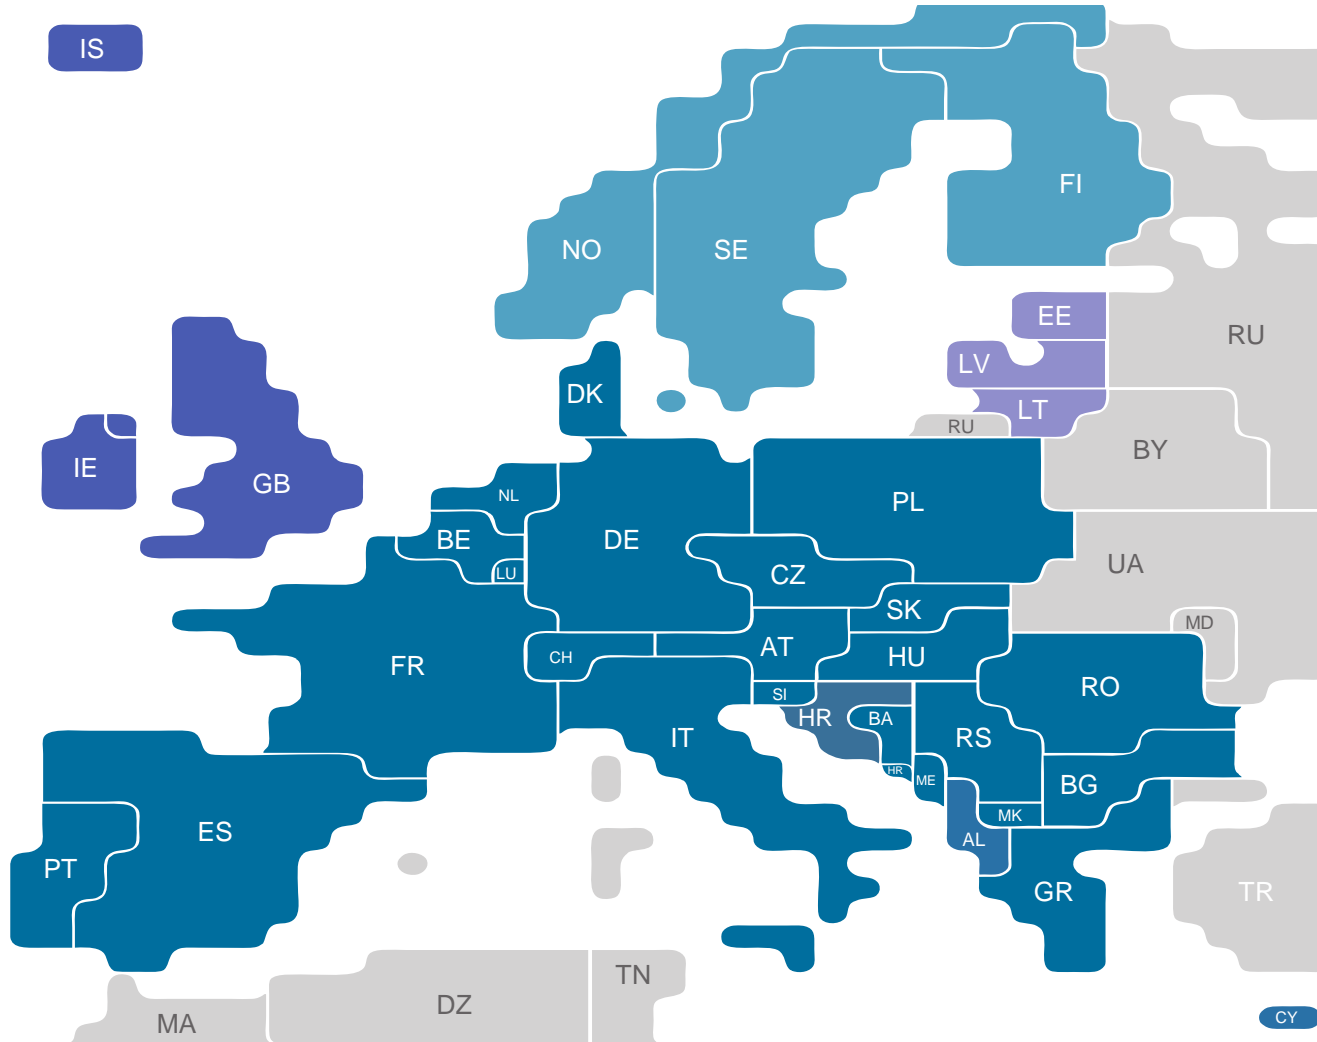 IS
FI
NO
SE
EE
RU
LV
DK
LT
RU
BY
IE
GB
NL
PL
BE
DE
UA
LU
CZ
SK
MD
CH
AT
HU
FR
RO
SI
HR
BA
IT
RS
HR
ME
BG
MK
ES
AL
PT
GR
TR
TN
DZ
MA
CY